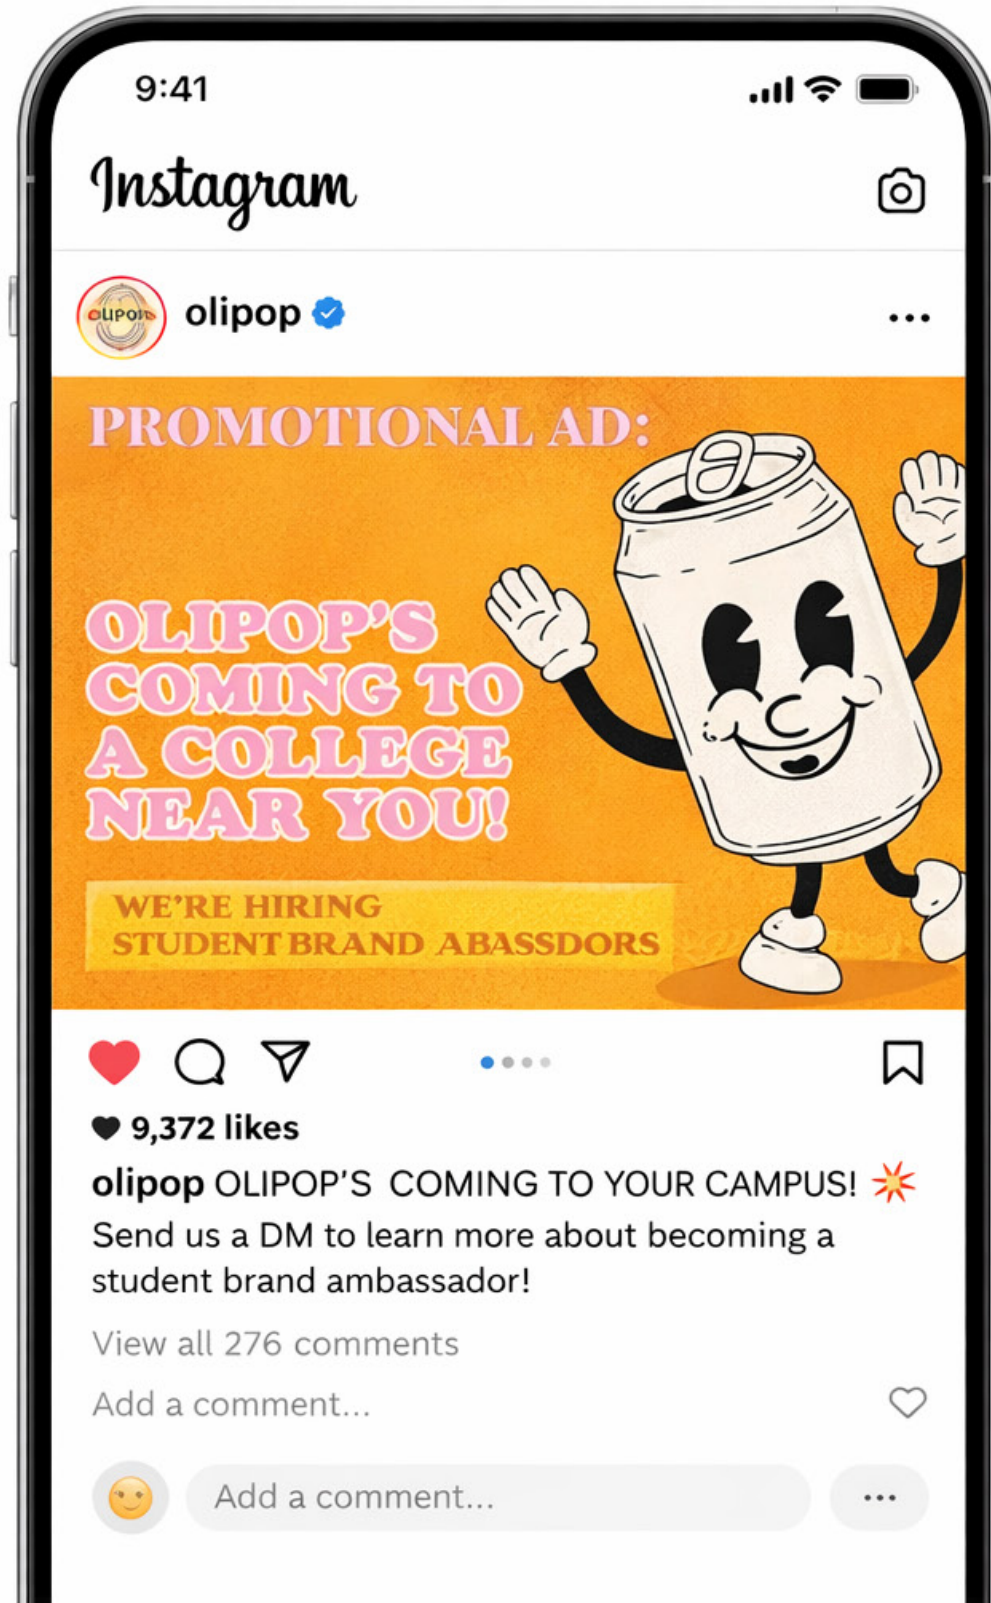 9:41
Instagram
OLIPOP
olipop
PROMOTIONAL AD:
OLIPOP'S
COMING TO
A COLLEGE
NEAR YOU!
WE'RE HIRING
STUDENT BRAND ABASSDORS
9,372 likes
olipop OLIPOP'S COMING TO YOUR CAMPUS!
Send us a DM to learn more about becoming a
student brand ambassador!
View all 276 comments
Add a comment...
Add a comment...